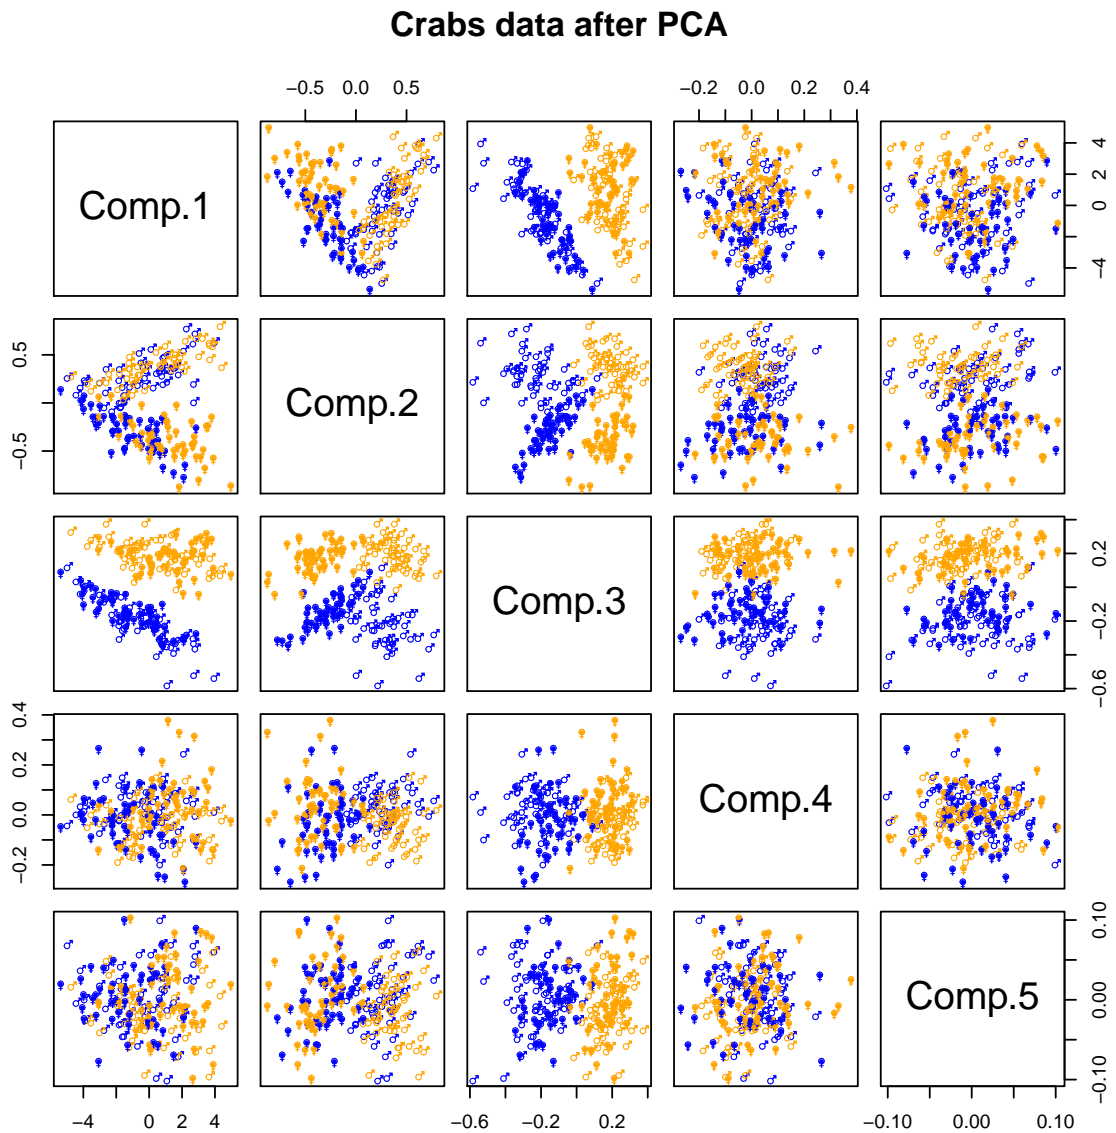 Crabs data after PCA
−0.5 0.0 0.5 −0.2 0.0 0.2 0.4
Comp.1
−4 0 2 4
0.5
−0.5
Comp.2
Comp.3
−0.6 −0.2 0.2
−0.2 0.0 0.2 0.4
Comp.4
Comp.5
−0.10 0.00 0.10
−4 0 2 4 −0.6 −0.2 0.2 −0.10 0.00 0.10